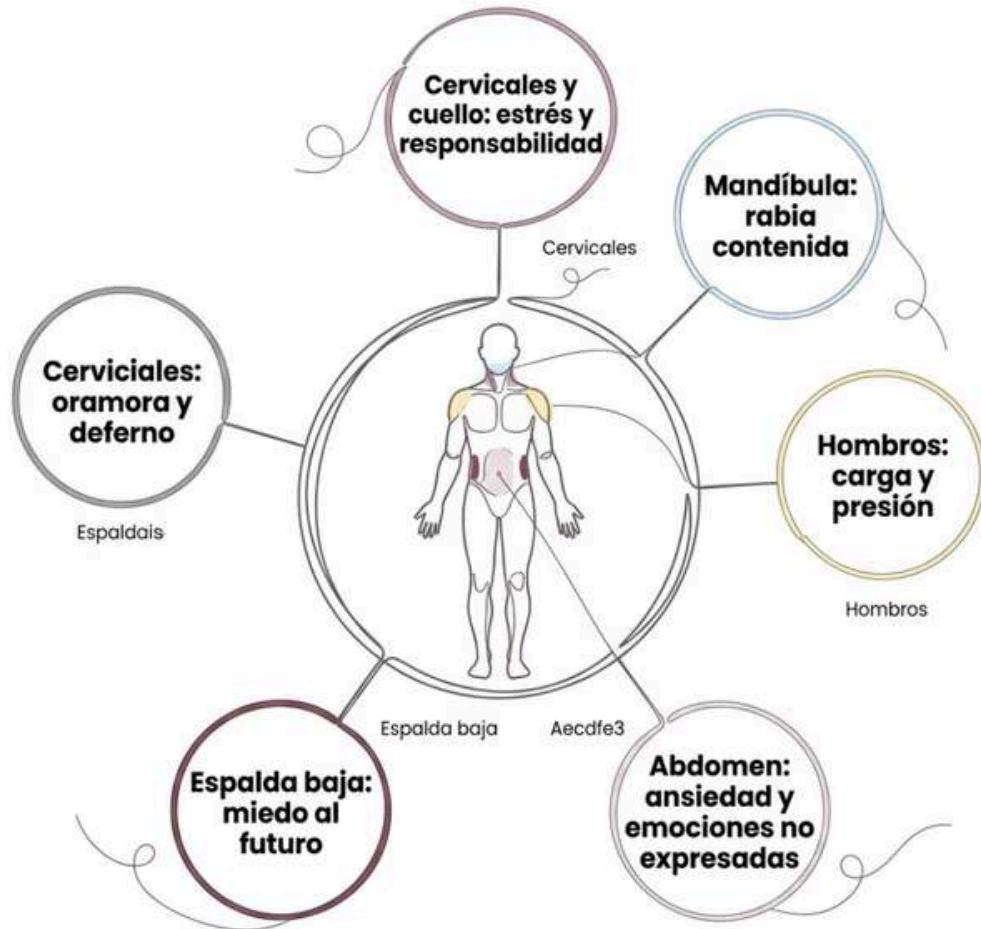 Cervicales y
cuello: estrés y
responsabilidad
Mandíbula:
rabia
contenida
Cervicales
Cerviciales:
oramora y
deferno
Espaldais
Hombros:
carga y
presión
Hombros
Espalda baja
Aecdfe3
Espalda baja:
miedo al
futuro
Abdomen:
ansiedad y
emociones no
expresadas